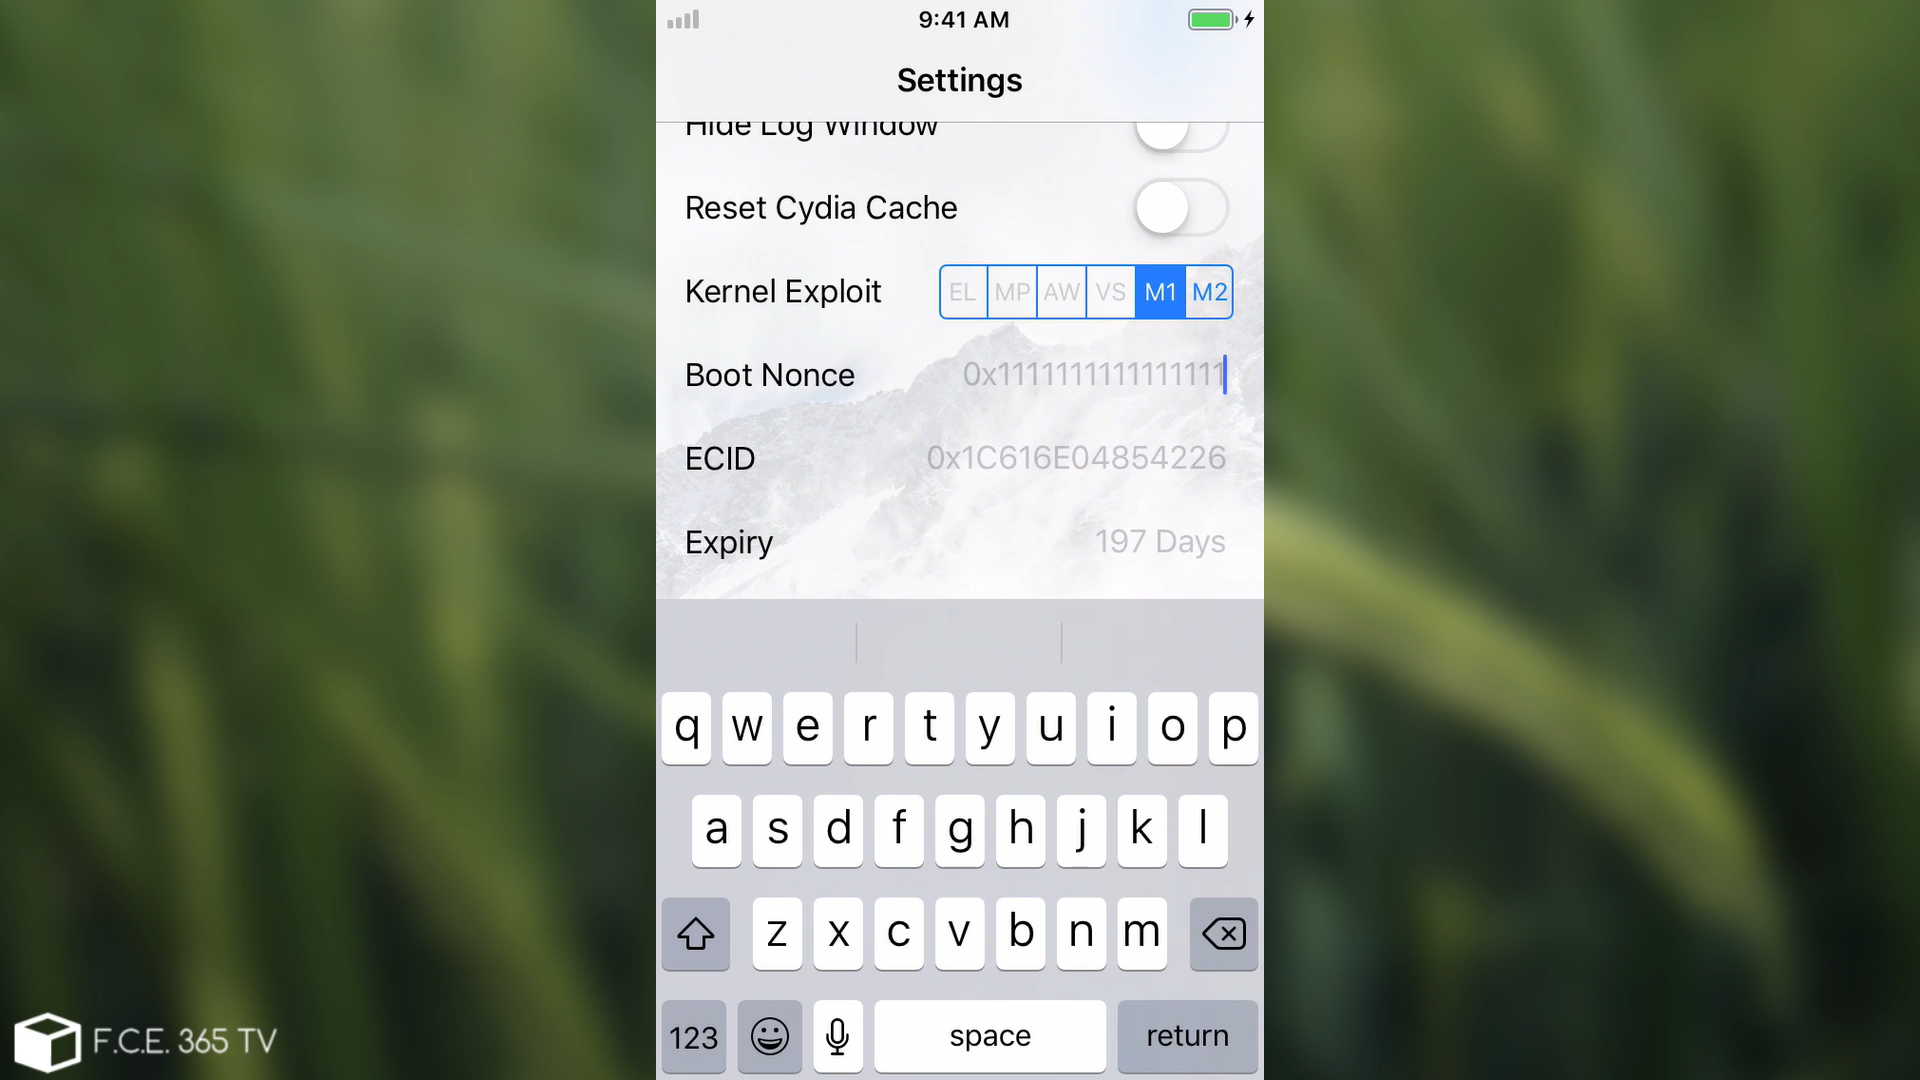 9:41 AM
Settings
Hide Log Window
Reset Cydia Cache
Kernel Exploit EL MP AW VS M1 M2
Boot Nonce 0x1111111111111111
ECID 0x1C616E04854226
Expiry 197 Days
q w e r t y u i o p
a s d f g h j k l
z x c v b n m
123 space return
F.C.E. 365 TV